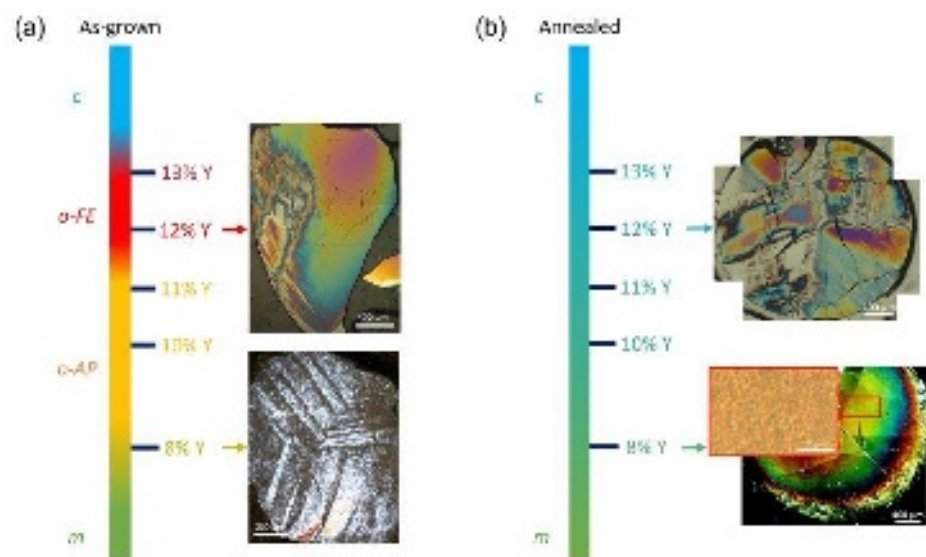 (a) As-grown
c
13% Y
o-FE
12% Y
11% Y
10% Y
o-AP
8% Y
m
(b) Annealed
c
13% Y
12% Y
11% Y
10% Y
8% Y
m